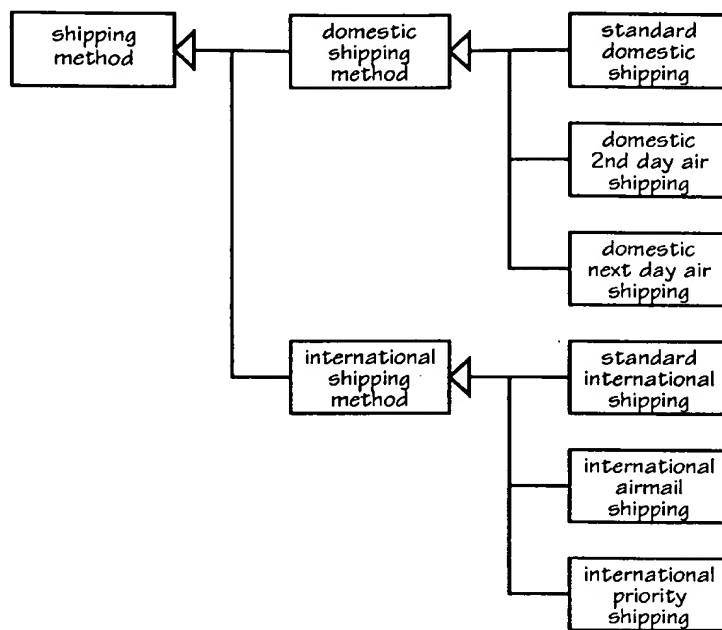 shipping
method
domestic
shipping
method
standard
domestic
shipping
domestic
2nd day air
shipping
domestic
next day air
shipping
international
shipping
method
standard
international
shipping
international
airmail
shipping
international
priority
shipping